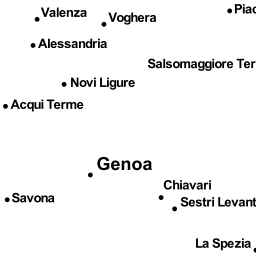 Valenza
Voghera
Piac
Alessandria
Salsomaggiore Ter
Novi Ligure
Acqui Terme
Genoa
Chiavari
Savona
Sestri Levant
La Spezia